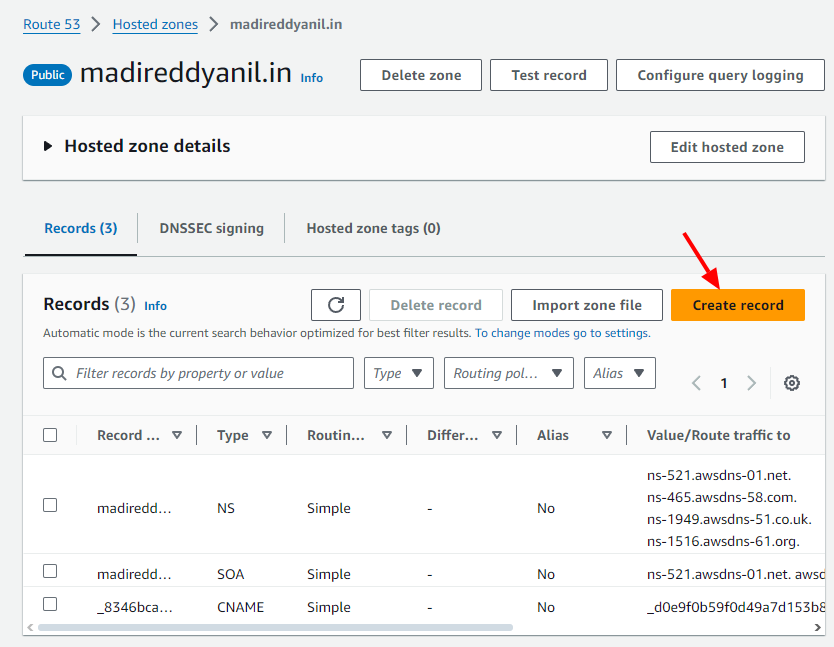 Route 53 > Hosted zones > madireddyanil.in
Public madireddyanil.in Info Delete zone Test record Configure query logging
Hosted zone details Edit hosted zone
Records (3) DNSSEC signing Hosted zone tags (0)
Records (3) Info Delete record Import zone file Create record
Automatic mode is the current search behavior optimized for best filter results. To change modes go to settings.
Filter records by property or value Type Routing pol... Alias 1
Record ... Type Routin... Differ... Alias Value/Route traffic to
ns-521.awsdns-01.net.
ns-465.awsdns-58.com.
madiredd... NS Simple - No
ns-1949.awsdns-51.co.uk.
ns-1516.awsdns-61.org.
madiredd... SOA Simple - No ns-521.awsdns-01.net. awsd
_8346bca... CNAME Simple - No _d0e9f0b59f0d49a7d153b8